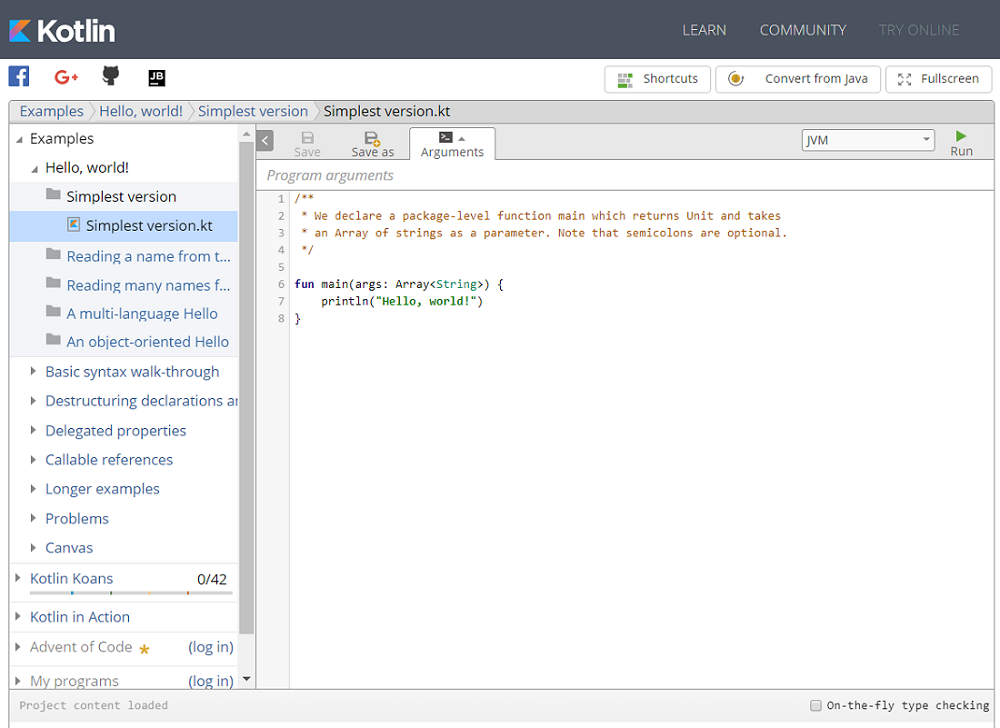 Kotlin
LEARN COMMUNITY TRY ONLINE
G+ JB
Shortcuts Convert from Java Fullscreen
Examples Hello, world! Simplest version Simplest version.kt
Examples
Hello, world!
Simplest version
Simplest version.kt
Reading a name from t...
Reading many names f...
A multi-language Hello
An object-oriented Hello
Basic syntax walk-through
Destructuring declarations ar
Delegated properties
Callable references
Longer examples
Problems
Canvas
Kotlin Koans 0/42
Kotlin in Action
Advent of Code (log in)
My programs (log in)
Save Save as Arguments JVM Run
Program arguments
1 /**
2 * We declare a package-level function main which returns Unit and takes
3 * an Array of strings as a parameter. Note that semicolons are optional.
4 */
5
6 fun main(args: Array<String>) {
7 println("Hello, world!")
8 }
Project content loaded On-the-fly type checking